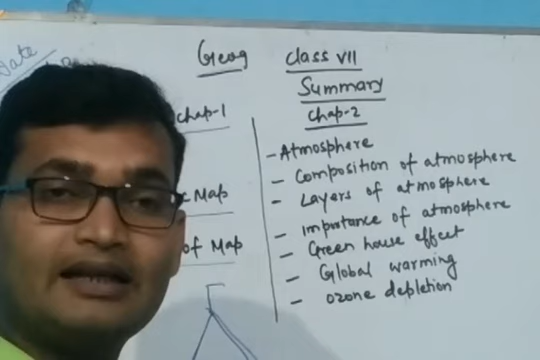 Date
Geog Class VII
Summary
Chap-1
Chap-2
Map
of Map
- Atmosphere
- Composition of atmosphere
- Layers of atmosphere
- Importance of atmosphere
- Green house effect
- Global warming
- ozone depletion